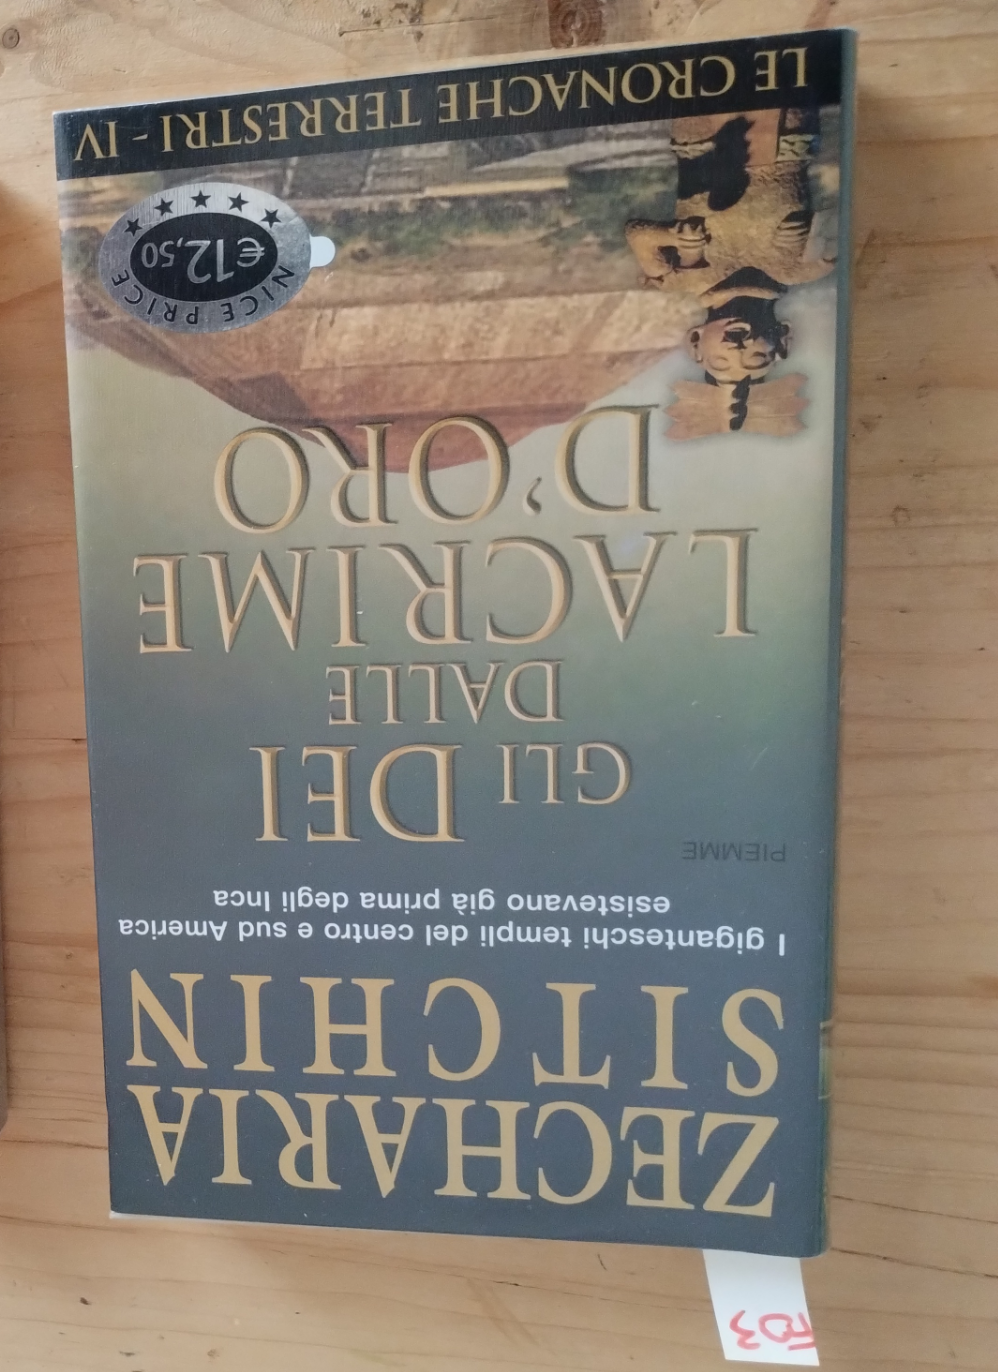 ZECHARIA
SITCHIN
I giganteschi templi del centro e sud America
esistevano già prima degli Inca
PIEMME
GLI DEI
DALLE
LACRIME
D'ORO
NICE PRICE
€12,50
LE CRONACHE TERRESTRI - IV
F03